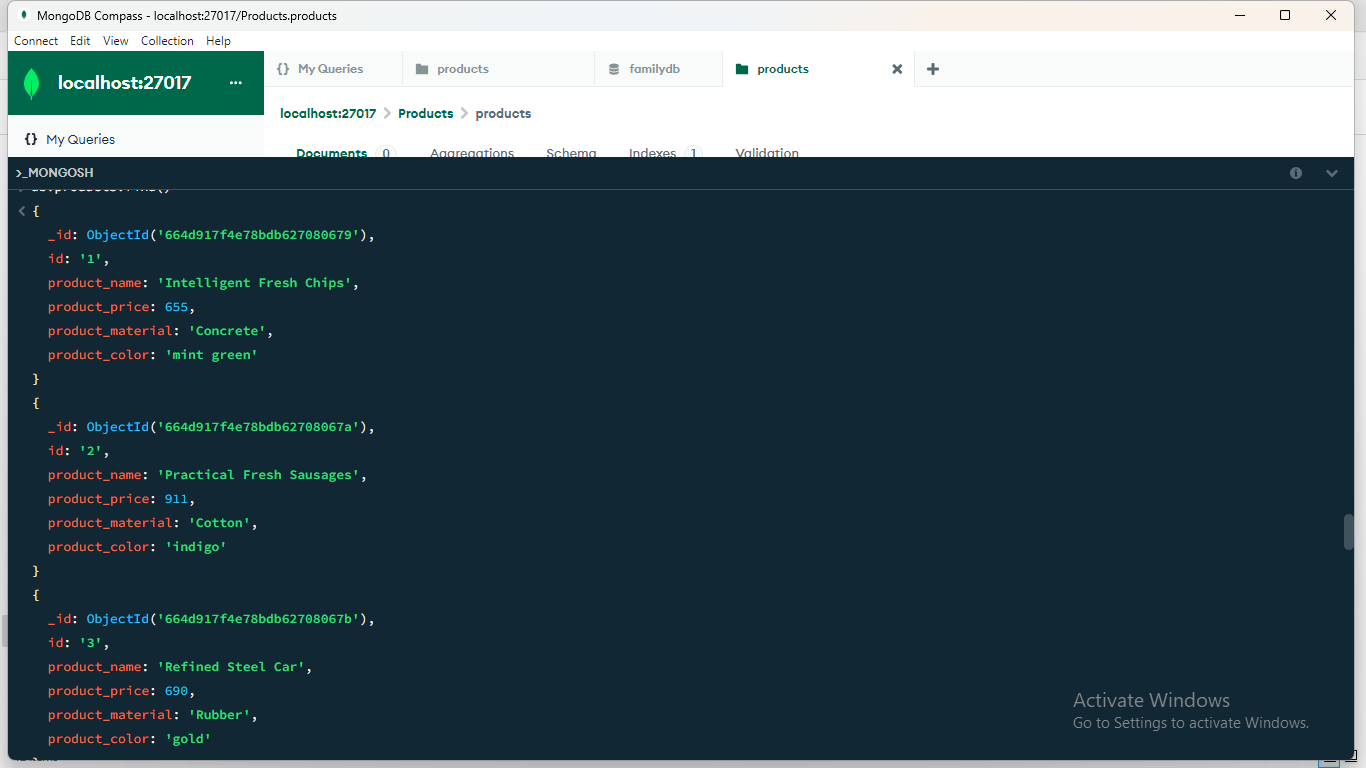 MongoDB Compass - localhost:27017/Products.products
Connect Edit View Collection Help
localhost:27017 ...
{} My Queries products familydb products
localhost:27017 > Products > products
{} My Queries
Documents 0 Aggregations Schema Indexes 1 Validation
>_MONGOSH
db.products.find()
< {
_id: ObjectId('664d917f4e78bdb627080679'),
id: '1',
product_name: 'Intelligent Fresh Chips',
product_price: 655,
product_material: 'Concrete',
product_color: 'mint green'
}
{
_id: ObjectId('664d917f4e78bdb62708067a'),
id: '2',
product_name: 'Practical Fresh Sausages',
product_price: 911,
product_material: 'Cotton',
product_color: 'indigo'
}
{
_id: ObjectId('664d917f4e78bdb62708067b'),
id: '3',
product_name: 'Refined Steel Car',
product_price: 690,
product_material: 'Rubber',
product_color: 'gold'
}
Activate Windows
Go to Settings to activate Windows.